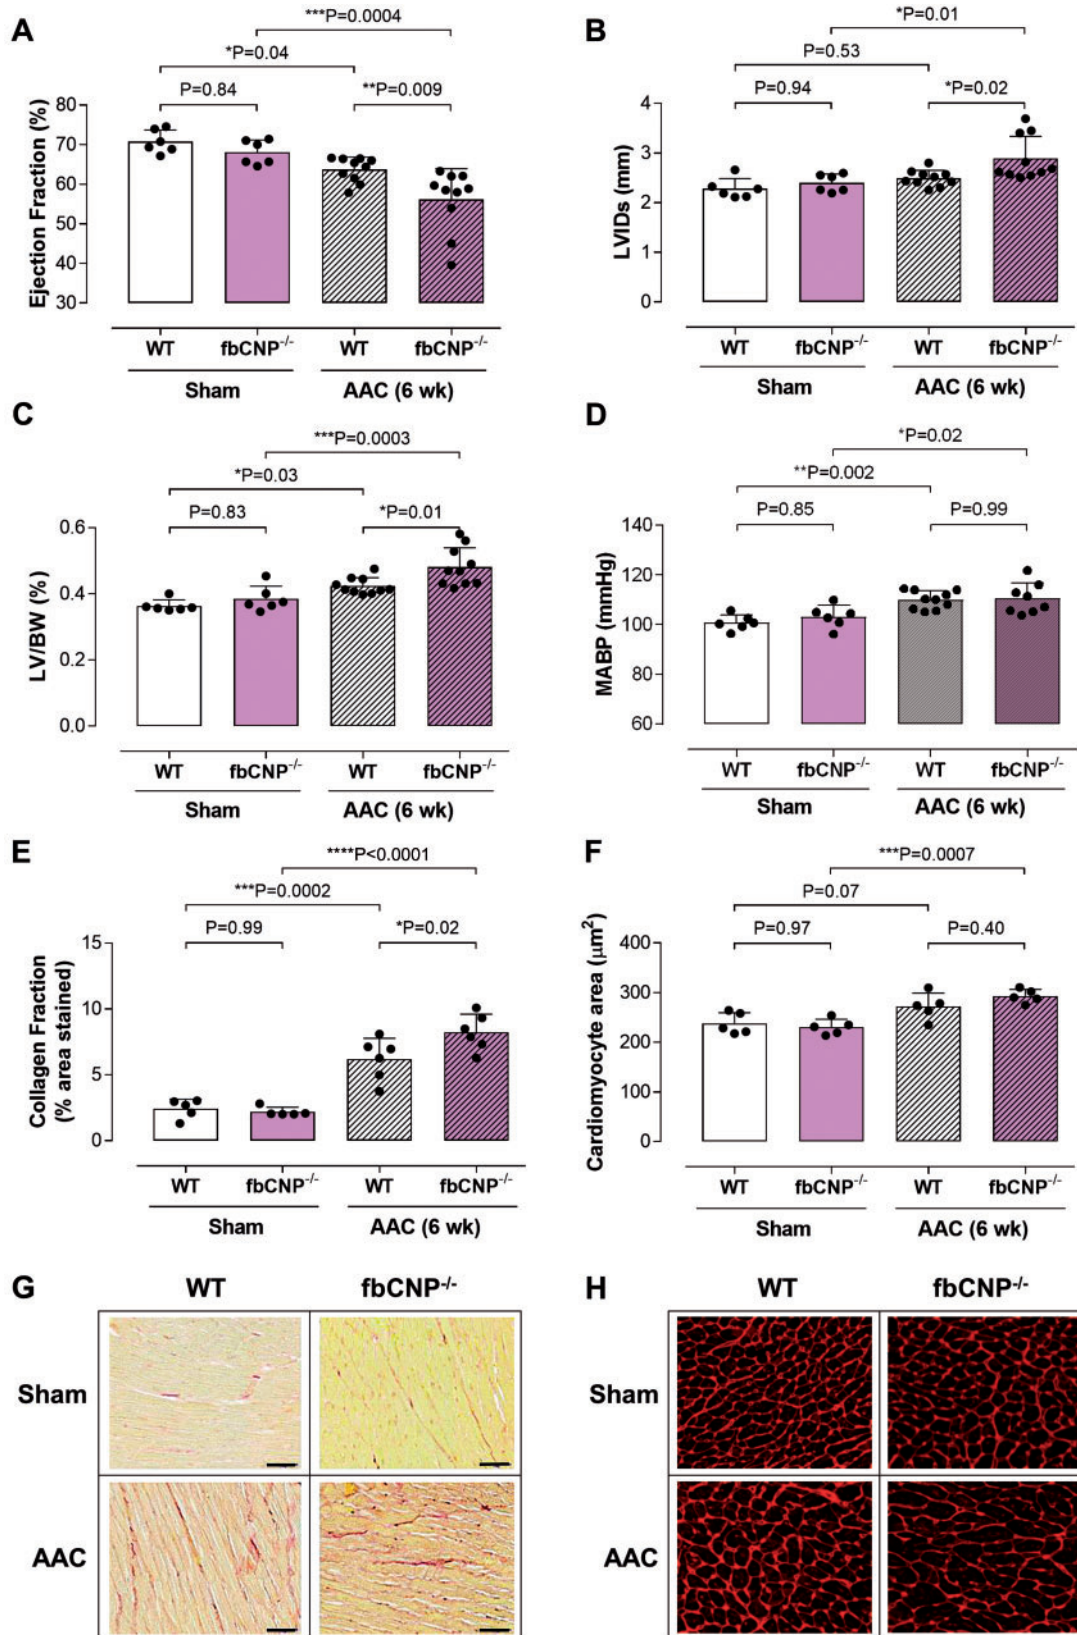 A
***P=0.0004
*P=0.04
P=0.84
**P=0.009
Ejection Fraction (%)
80
70
60
50
40
30
WT
fbCNP-/-
WT
fbCNP-/-
Sham
AAC (6 wk)
B
*P=0.01
P=0.53
P=0.94
*P=0.02
LVIDs (mm)
4
3
2
1
0
WT
fbCNP-/-
WT
fbCNP-/-
Sham
AAC (6 wk)
C
***P=0.0003
*P=0.03
P=0.83
*P=0.01
LV/BW (%)
0.6
0.4
0.2
0.0
WT
fbCNP-/-
WT
fbCNP-/-
Sham
AAC (6 wk)
D
*P=0.02
**P=0.002
P=0.85
P=0.99
MABP (mmHg)
140
120
100
80
60
WT
fbCNP-/-
WT
fbCNP-/-
Sham
AAC (6 wk)
E
****P<0.0001
***P=0.0002
P=0.99
*P=0.02
Collagen Fraction
(% area stained)
15
10
5
0
WT
fbCNP-/-
WT
fbCNP-/-
Sham
AAC (6 wk)
F
***P=0.0007
P=0.07
P=0.97
P=0.40
Cardiomyocyte area (μm²)
400
300
200
100
0
WT
fbCNP-/-
WT
fbCNP-/-
Sham
AAC (6 wk)
G
WT
fbCNP-/-
Sham
AAC
H
WT
fbCNP-/-
Sham
AAC